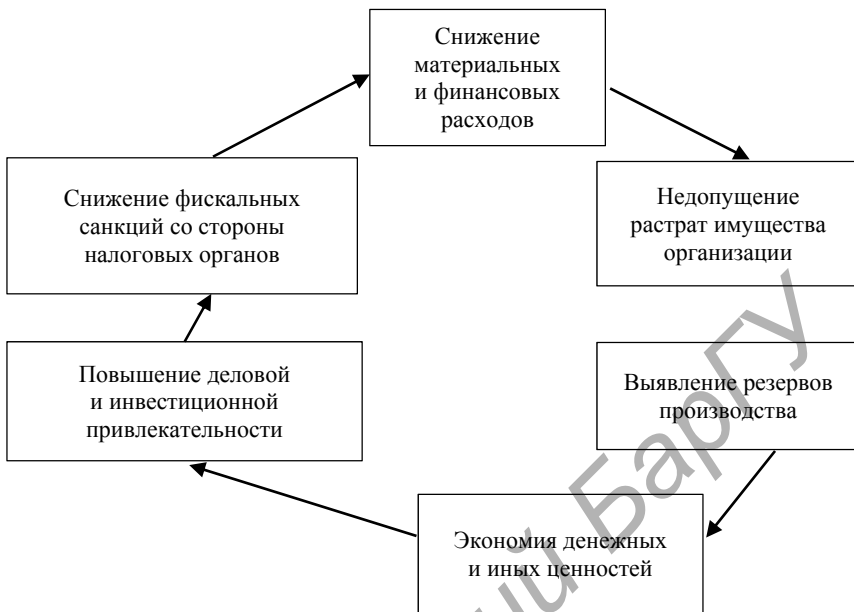 Снижение
материальных
и финансовых
расходов
Недопущение
растрат имущества
организации
Выявление резервов
производства
Экономия денежных
и иных ценностей
Повышение деловой
и инвестиционной
привлекательности
Снижение фискальных
санкций со стороны
налоговых органов
БарГУ